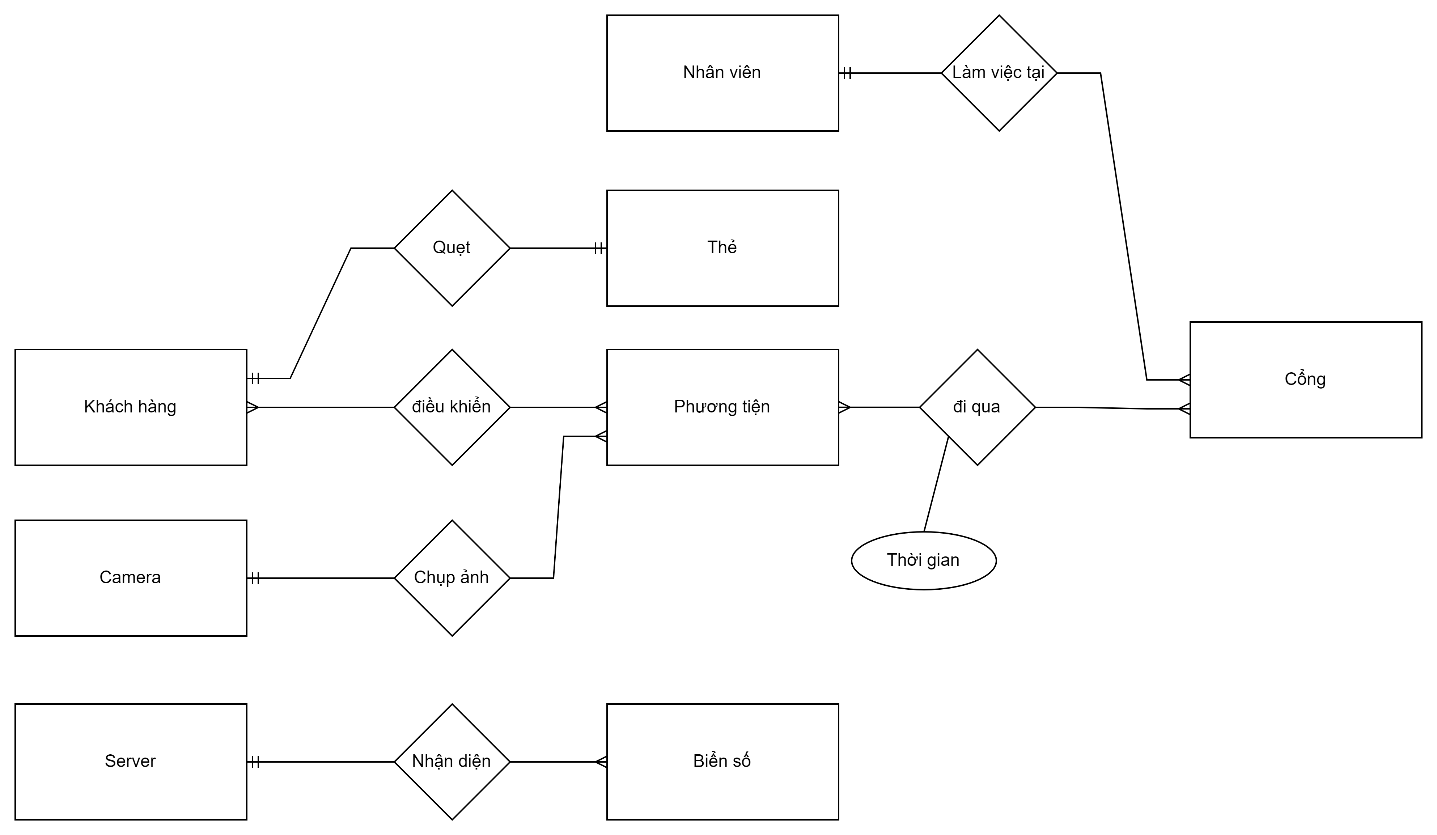 Nhân viên
Làm việc tại
Quẹt
Thẻ
Khách hàng
điều khiển
Phương tiện
đi qua
Cổng
Camera
Chụp ảnh
Thời gian
Server
Nhận diện
Biển số